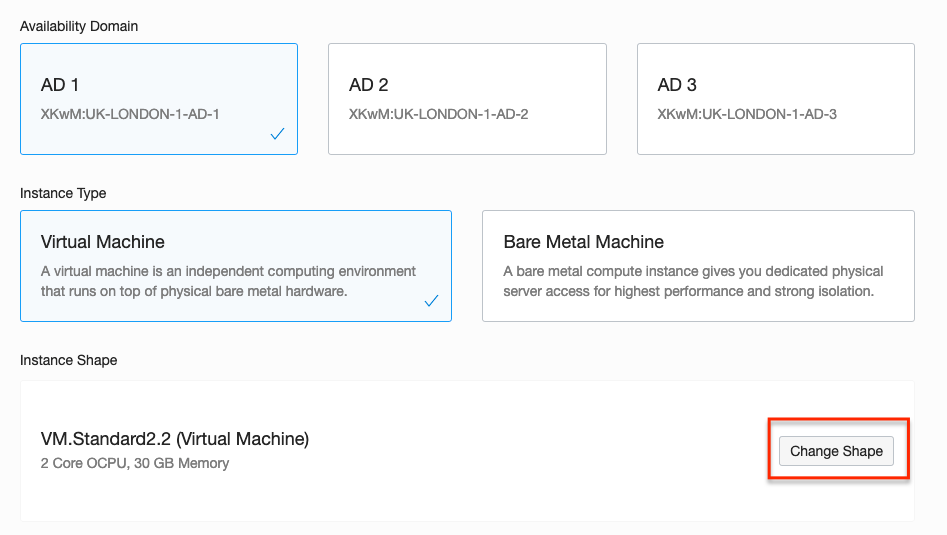 Availability Domain
AD 1
XKwM:UK-LONDON-1-AD-1
AD 2
XKwM:UK-LONDON-1-AD-2
AD 3
XKwM:UK-LONDON-1-AD-3
Instance Type
Virtual Machine
A virtual machine is an independent computing environment
that runs on top of physical bare metal hardware.
Bare Metal Machine
A bare metal compute instance gives you dedicated physical
server access for highest performance and strong isolation.
Instance Shape
VM.Standard2.2 (Virtual Machine)
2 Core OCPU, 30 GB Memory
Change Shape